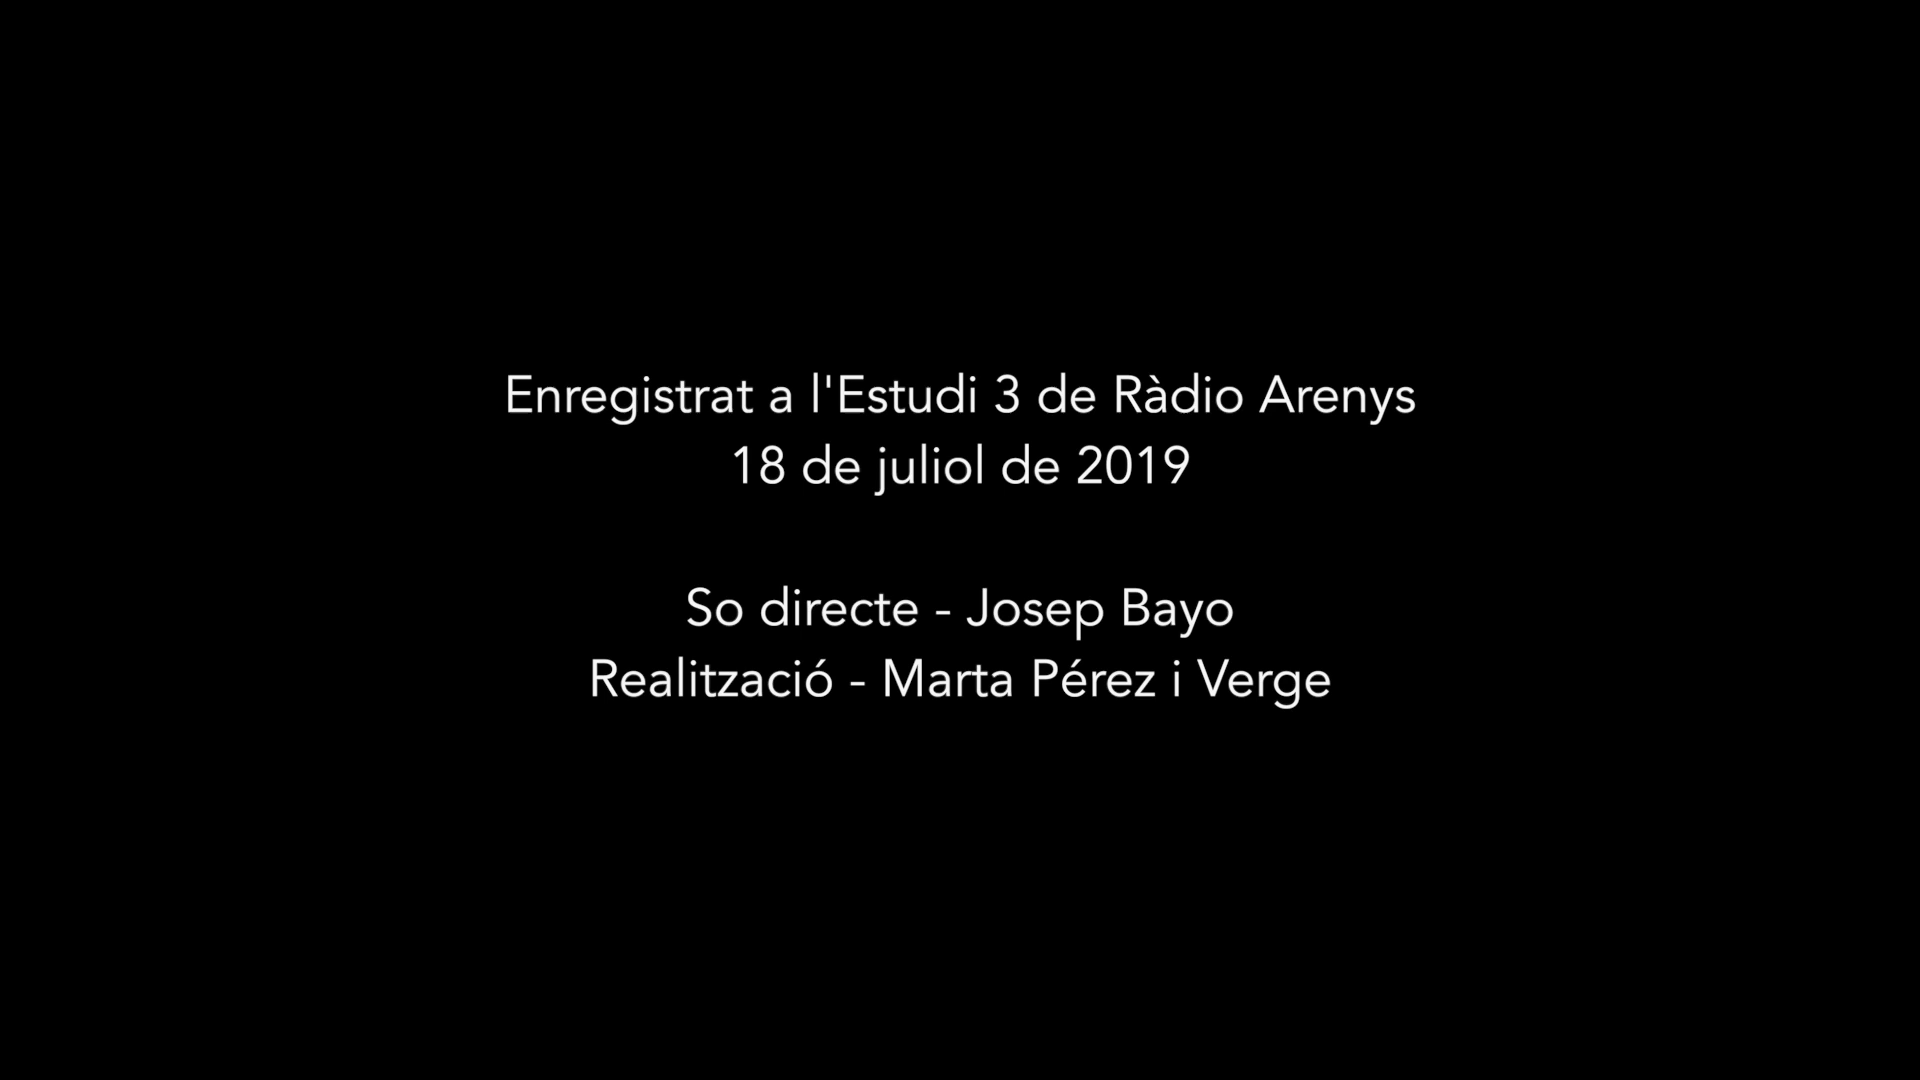 Enregistrat a l'Estudi 3 de Ràdio Arenys
18 de juliol de 2019
So directe - Josep Bayo
Realització - Marta Pérez i Verge